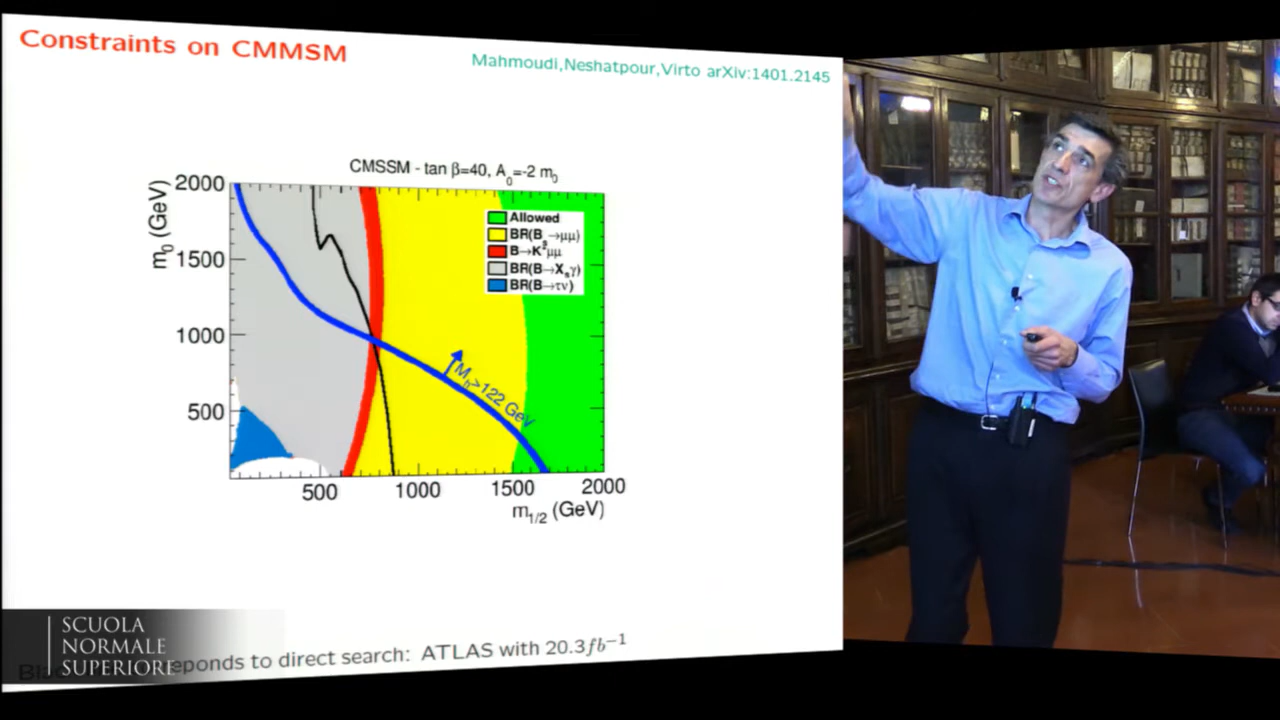 Constraints on CMMSM
Mahmoudi,Neshatpour,Virto arXiv:1401.2145
CMSSM - tan β=40, A0=-2 m0
m0 (GeV)
2000
1500
1000
500
Allowed
BR(B →μμ)
B→K*μμ
BR(B→Xsγ)
BR(B→τν)
Mh>122 GeV
500
1000
1500
2000
m1/2 (GeV)
to direct search: ATLAS with 20.3fb−1
SCUOLA
NORMALE
SUPERIORE